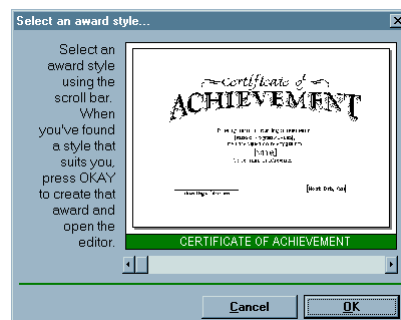 Select an award style...
Select an
award style
using the
scroll bar.
When
you've found
a style that
suits you,
press OKAY
to create that
award and
open the
editor.
Certificate of
ACHIEVEMENT
[Name]
CERTIFICATE OF ACHIEVEMENT
Cancel
OK